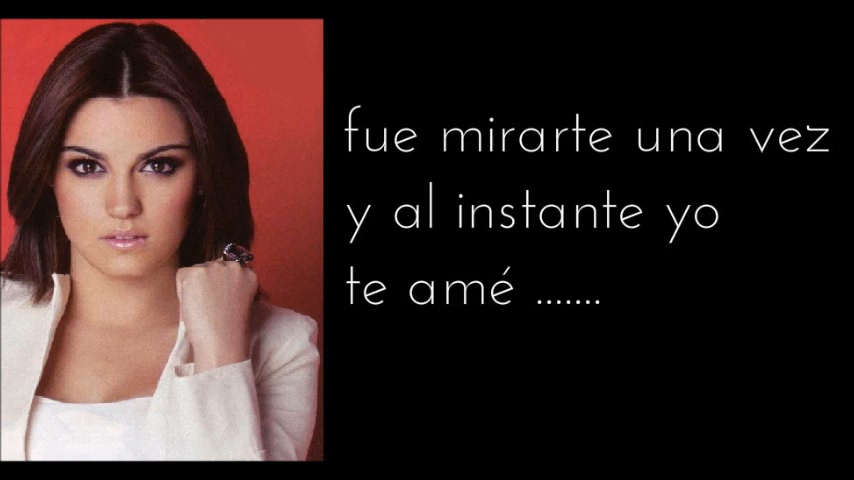 fue mirarte una vez
y al instante yo
te amé .......